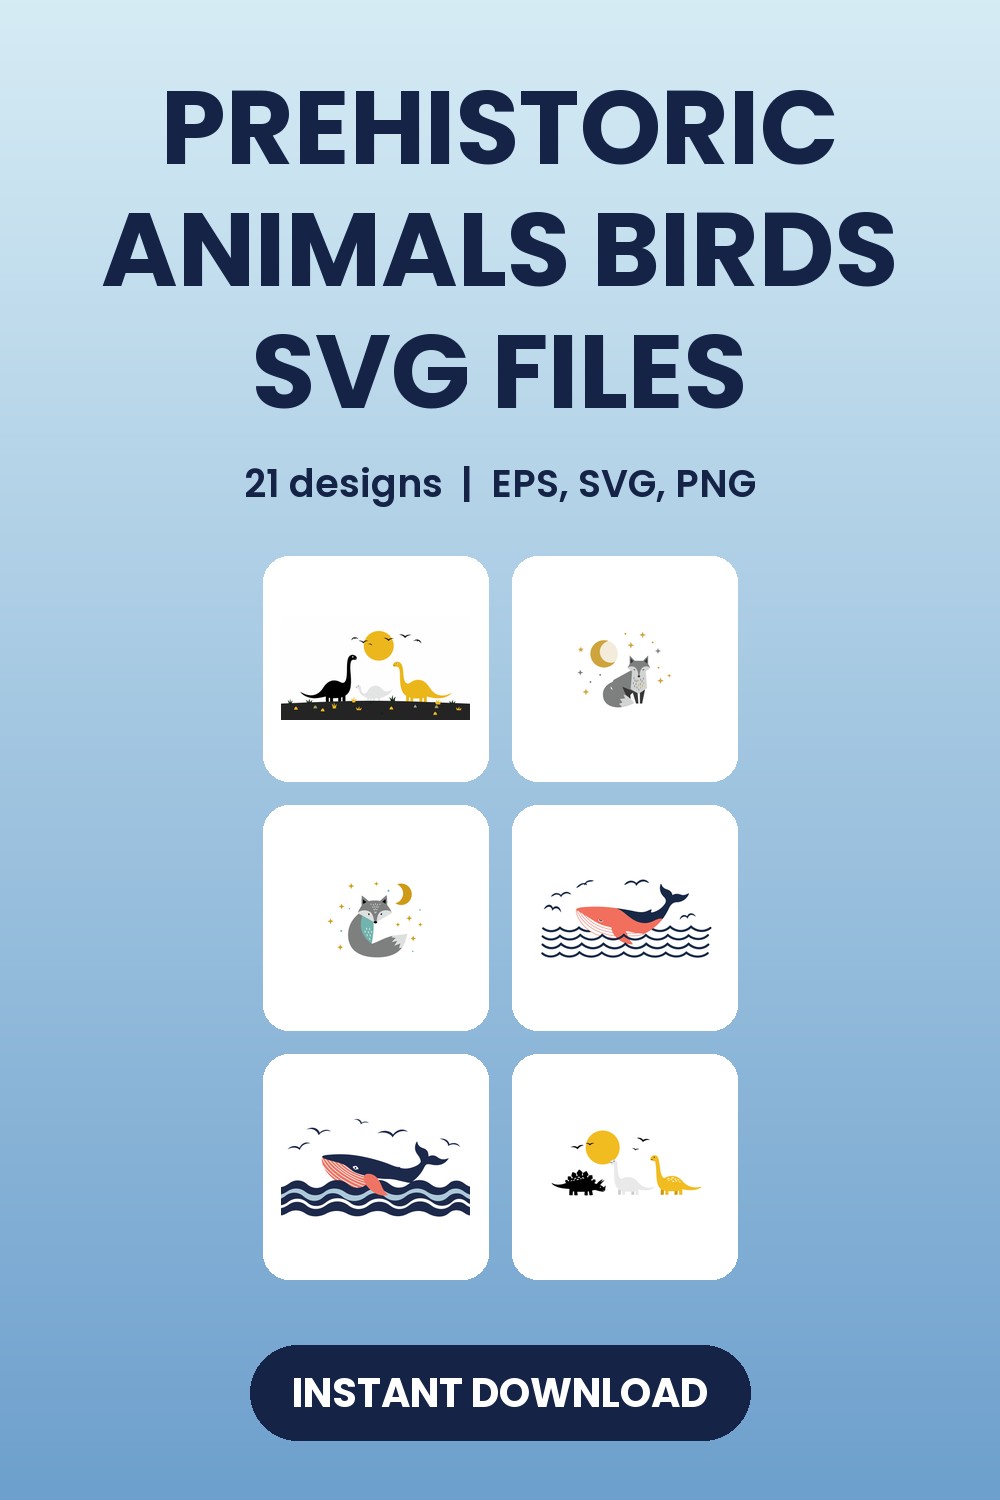 PREHISTORIC
ANIMALS BIRDS
SVG FILES
21 designs | EPS, SVG, PNG
INSTANT DOWNLOAD